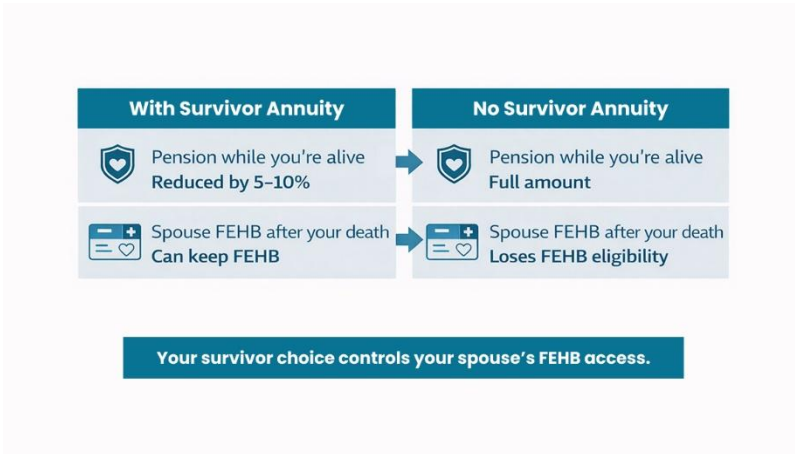 With Survivor Annuity
No Survivor Annuity
Pension while you're alive
Reduced by 5–10%
Pension while you're alive
Full amount
Spouse FEHB after your death
Can keep FEHB
Spouse FEHB after your death
Loses FEHB eligibility
Your survivor choice controls your spouse's FEHB access.